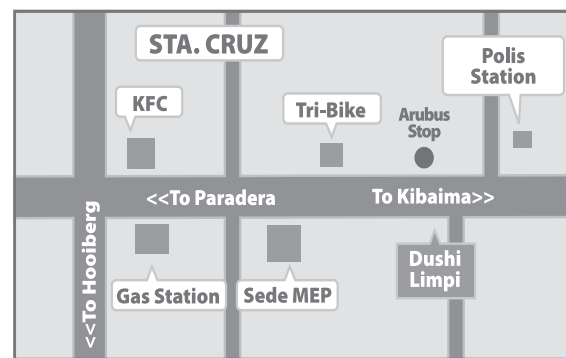 STA. CRUZ
Polis
Station
KFC
Tri-Bike
Arubus
Stop
<<To Paradera
To Kibaima>>
<<To Hooiberg
Gas Station
Sede MEP
Dushi
Limpi